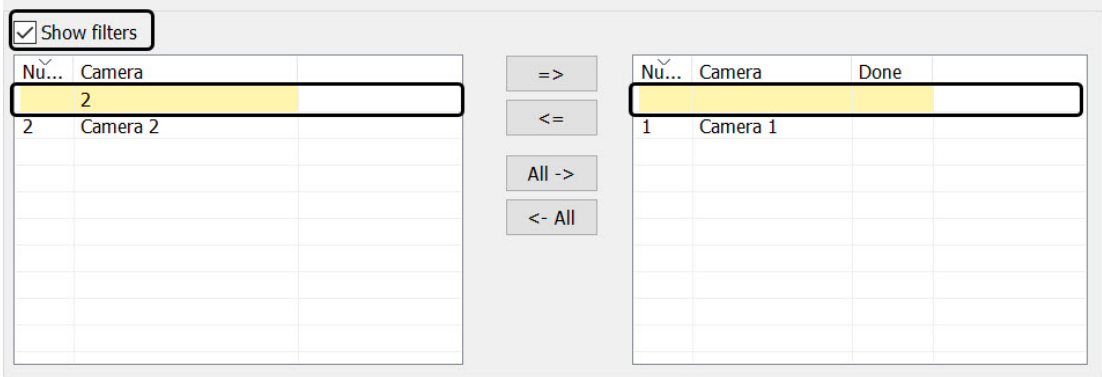 Show filters
Nu... Camera
2
2 Camera 2
=>
<=
All ->
<- All
Nu... Camera Done
1 Camera 1